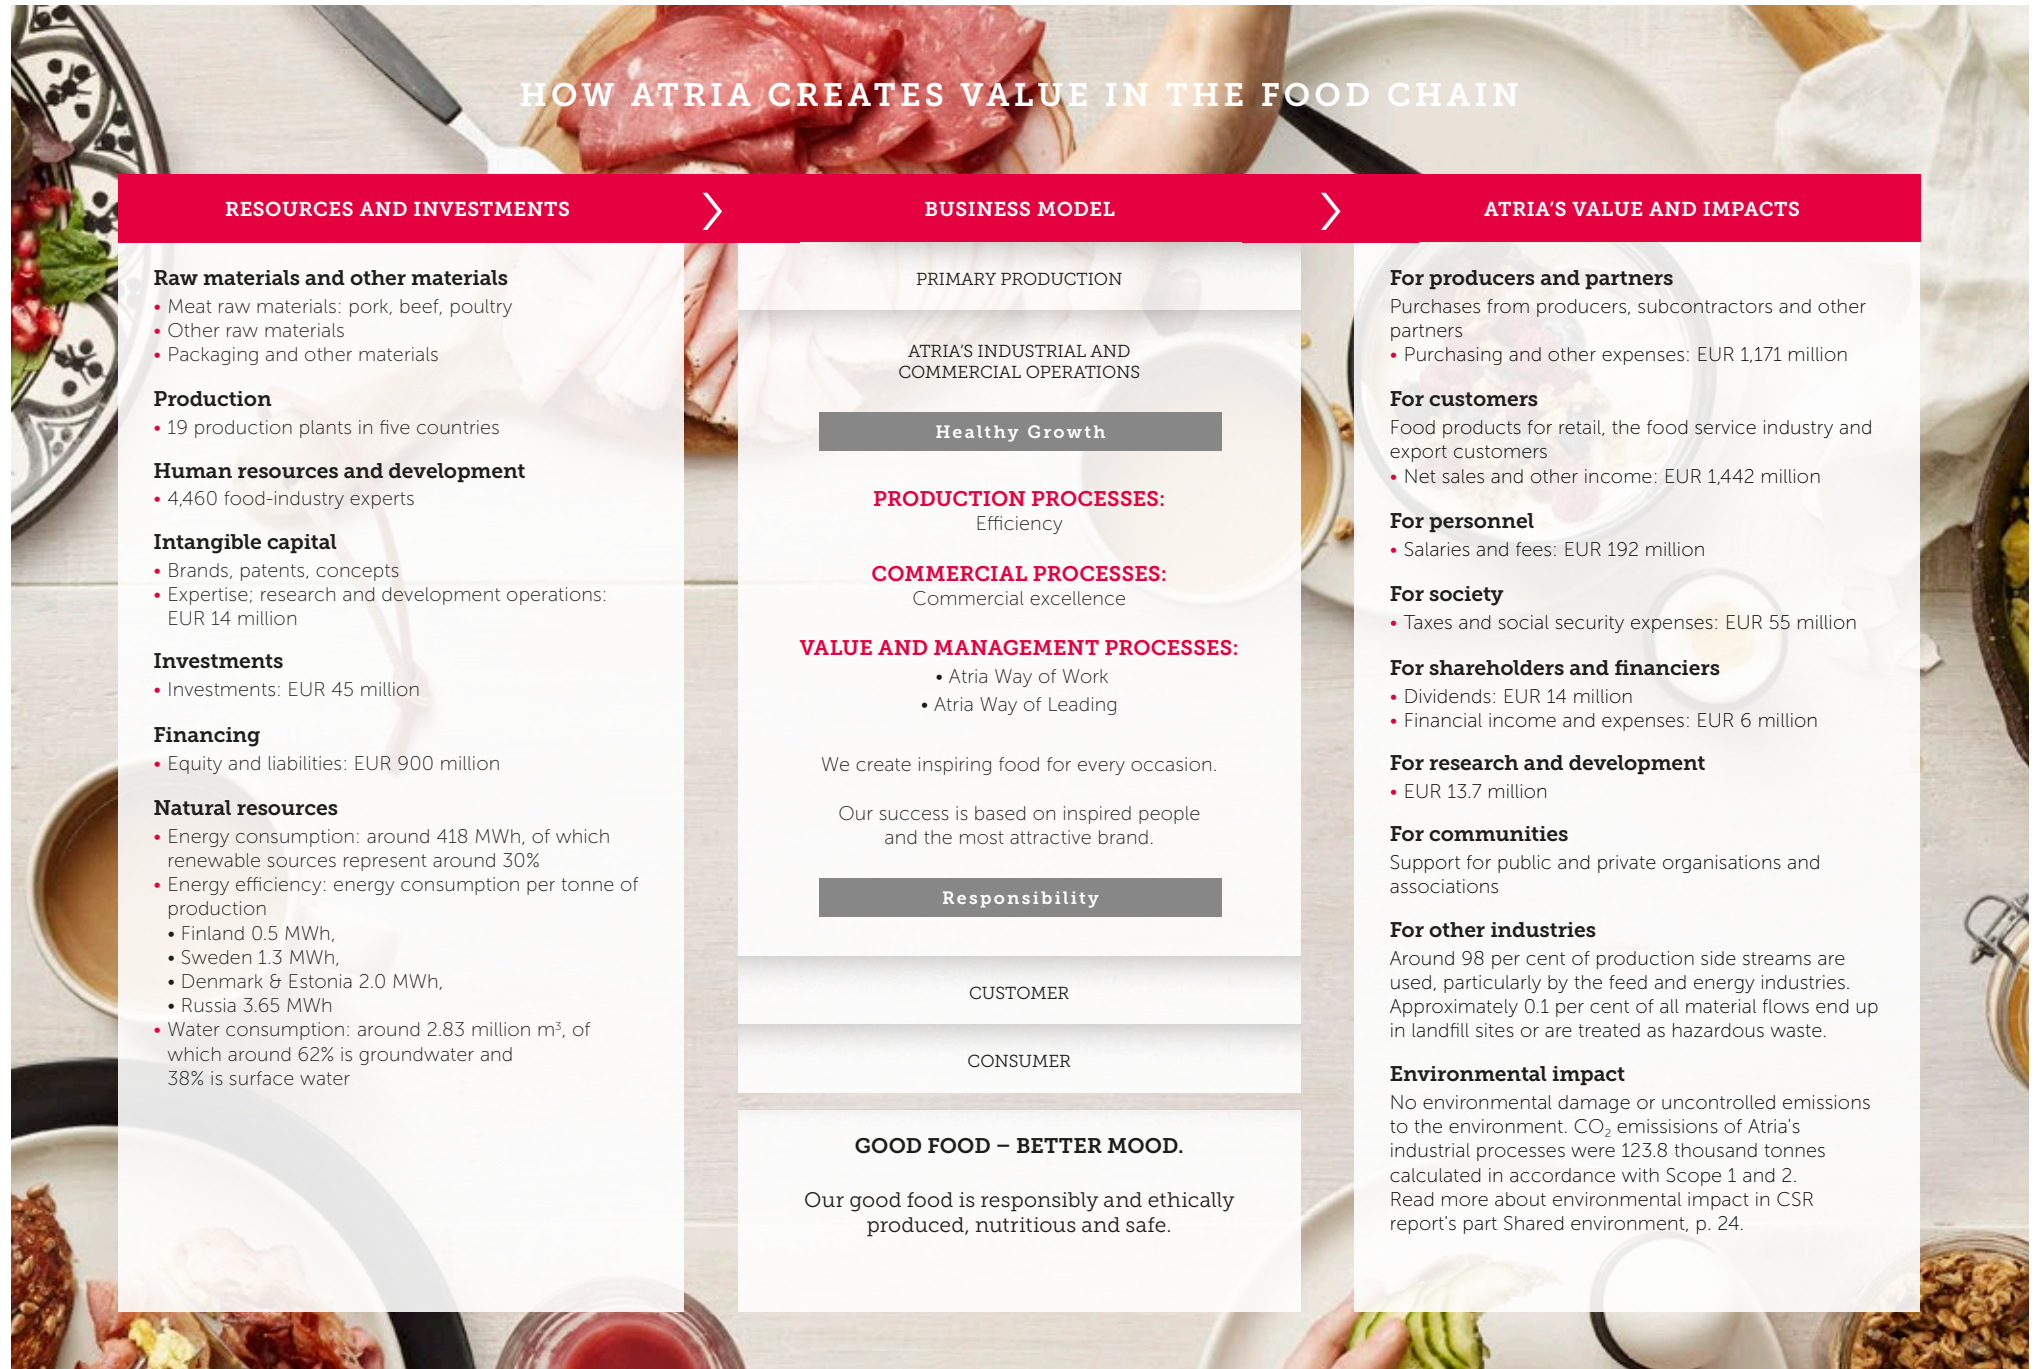 HOW ATRIA CREATES VALUE IN THE FOOD CHAIN
RESOURCES AND INVESTMENTS
Raw materials and other materials
• Meat raw materials: pork, beef, poultry
• Other raw materials
• Packaging and other materials
Production
• 19 production plants in five countries
Human resources and development
• 4,460 food-industry experts
Intangible capital
• Brands, patents, concepts
• Expertise; research and development operations:
EUR 14 million
Investments
• Investments: EUR 45 million
Financing
• Equity and liabilities: EUR 900 million
Natural resources
• Energy consumption: around 418 MWh, of which
renewable sources represent around 30%
• Energy efficiency: energy consumption per tonne of
production
• Finland 0.5 MWh,
• Sweden 1.3 MWh,
• Denmark & Estonia 2.0 MWh,
• Russia 3.65 MWh
• Water consumption: around 2.83 million m³, of
which around 62% is groundwater and
38% is surface water
BUSINESS MODEL
PRIMARY PRODUCTION
ATRIA'S INDUSTRIAL AND
COMMERCIAL OPERATIONS
Healthy Growth
PRODUCTION PROCESSES:
Efficiency
COMMERCIAL PROCESSES:
Commercial excellence
VALUE AND MANAGEMENT PROCESSES:
• Atria Way of Work
• Atria Way of Leading
We create inspiring food for every occasion.
Our success is based on inspired people
and the most attractive brand.
Responsibility
CUSTOMER
CONSUMER
GOOD FOOD – BETTER MOOD.
Our good food is responsibly and ethically
produced, nutritious and safe.
ATRIA'S VALUE AND IMPACTS
For producers and partners
Purchases from producers, subcontractors and other
partners
• Purchasing and other expenses: EUR 1,171 million
For customers
Food products for retail, the food service industry and
export customers
• Net sales and other income: EUR 1,442 million
For personnel
• Salaries and fees: EUR 192 million
For society
• Taxes and social security expenses: EUR 55 million
For shareholders and financiers
• Dividends: EUR 14 million
• Financial income and expenses: EUR 6 million
For research and development
• EUR 13.7 million
For communities
Support for public and private organisations and
associations
For other industries
Around 98 per cent of production side streams are
used, particularly by the feed and energy industries.
Approximately 0.1 per cent of all material flows end up
in landfill sites or are treated as hazardous waste.
Environmental impact
No environmental damage or uncontrolled emissions
to the environment. CO₂ emissisions of Atria's
industrial processes were 123.8 thousand tonnes
calculated in accordance with Scope 1 and 2.
Read more about environmental impact in CSR
report's part Shared environment, p. 24.